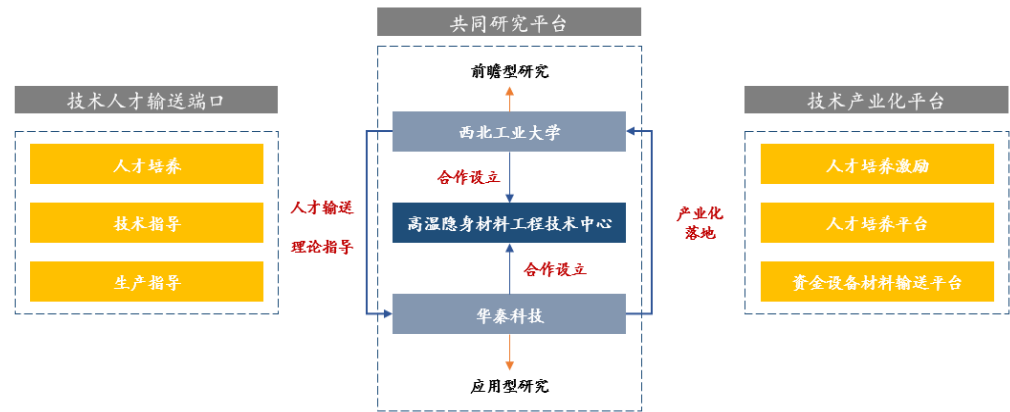 共同研究平台
技术人才输送端口
人才培养
技术指导
生产指导
人才输送
理论指导
前瞻型研究
西北工业大学
合作设立
高温隐身材料工程技术中心
合作设立
华秦科技
应用型研究
产业化
落地
技术产业化平台
人才培养激励
人才培养平台
资金设备材料输送平台